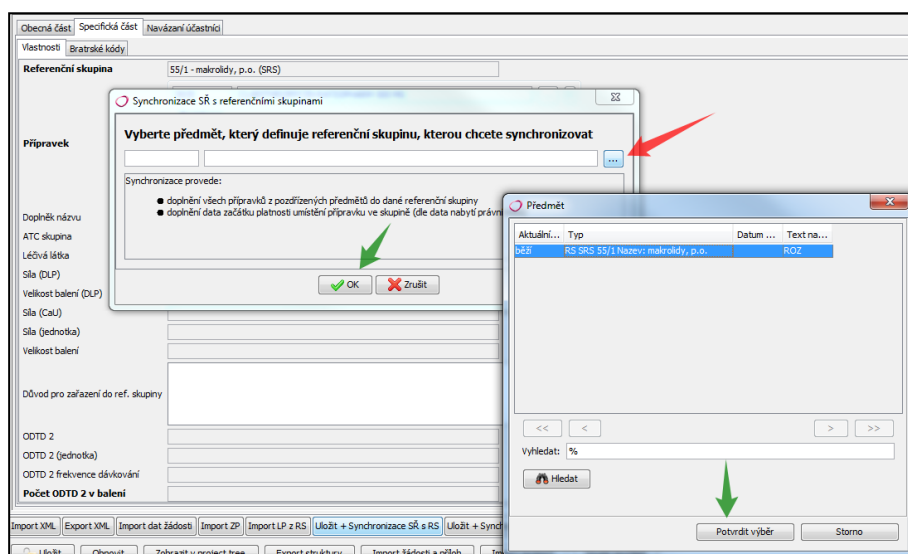 Obecná část Specifická část Navázaní účastníci
Vlastnosti Bratrské kódy
Referenční skupina 55/1 - makrolidy, p.o. (SRS)
Synchronizace SŘ s referenčními skupinami
Vyberte předmět, který definuje referenční skupinu, kterou chcete synchronizovat
Přípravek
...
Synchronizace provede:
doplnění všech přípravků z pozdřízených předmětů do dané referenční skupiny
doplnění data začátku platnosti umístění přípravku ve skupině (dle data nabytí právní
OK Zrušit
Doplněk názvu
ATC skupina
Léčivá látka
Síla (DLP)
Velikost balení (DLP)
Síla (CaU)
Síla (jednotka)
Velikost balení
Důvod pro zařazení do ref. skupiny
ODTD 2
ODTD 2 (jednotka)
ODTD 2 frekvence dávkování
Počet ODTD 2 v balení
Předmět
Aktuální... Typ Datum ... Text na...
běží RS SRS 55/1 Nazev: makrolidy, p.o. ROZ
<< < > >>
Vyhledat: %
Hledat
Potvrdit výběr Storno
Import XML Export XML Import dat žádosti Import ZP Import LP z RS Uložit + Synchronizace SŘ s RS Uložit + Synch
Uložit Obnovit Zobrazit v project tree Export struktury Import žádosti a příloh Im